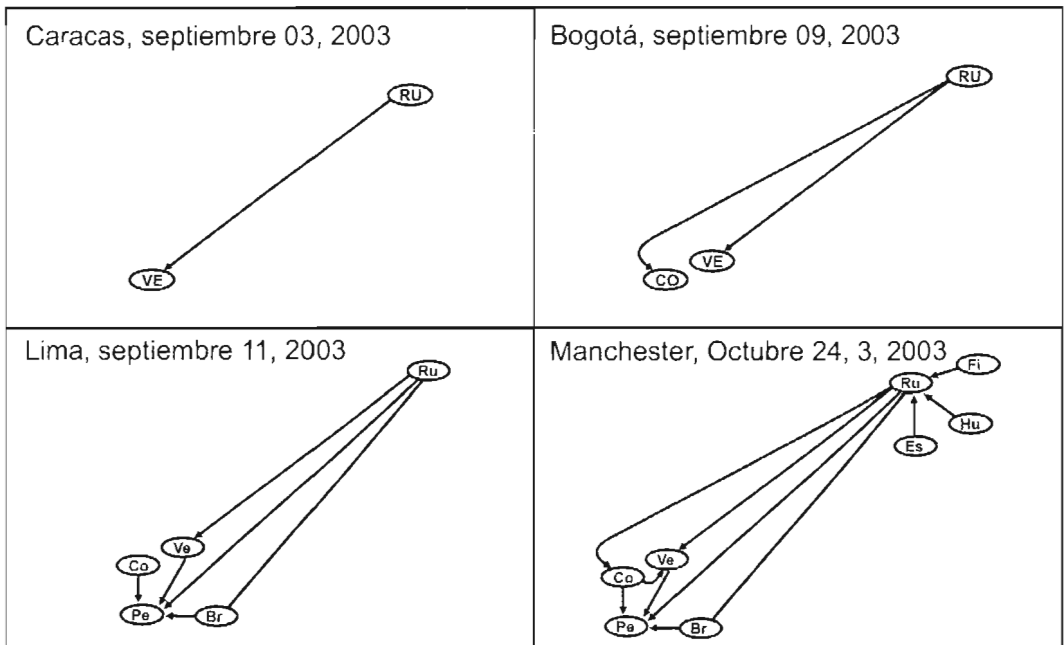 Caracas, septiembre 03, 2003
RU
VE
Bogotá, septiembre 09, 2003
RU
VE
CO
Lima, septiembre 11, 2003
Ru
Ve
Co
Pe
Br
Manchester, Octubre 24, 3, 2003
Fi
Ru
Hu
Es
Ve
Co
Pe
Br